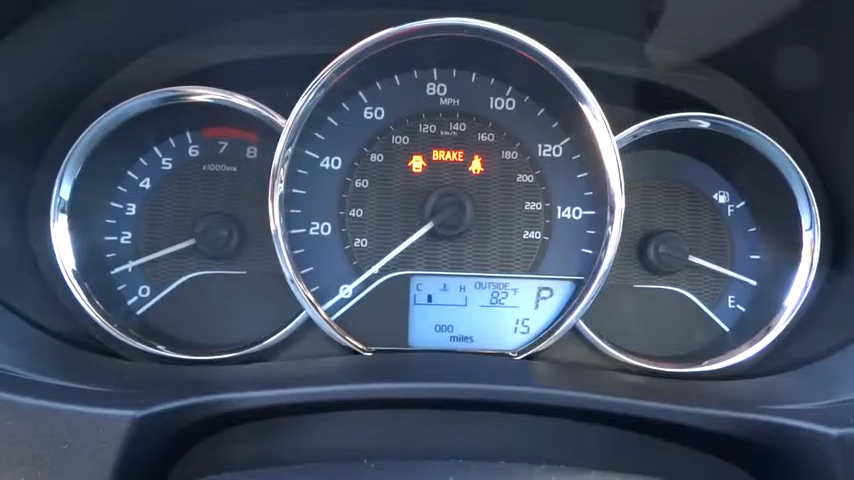 0 1 2 3 4 5 6 7 8
x1000r/min
0 20 40 60 80 100 120 140
MPH
20 40 60 80 100 120 140 160 180 200 220 240
km/h
BRAKE
C H OUTSIDE 82°F P
ODO 15
miles
F
E